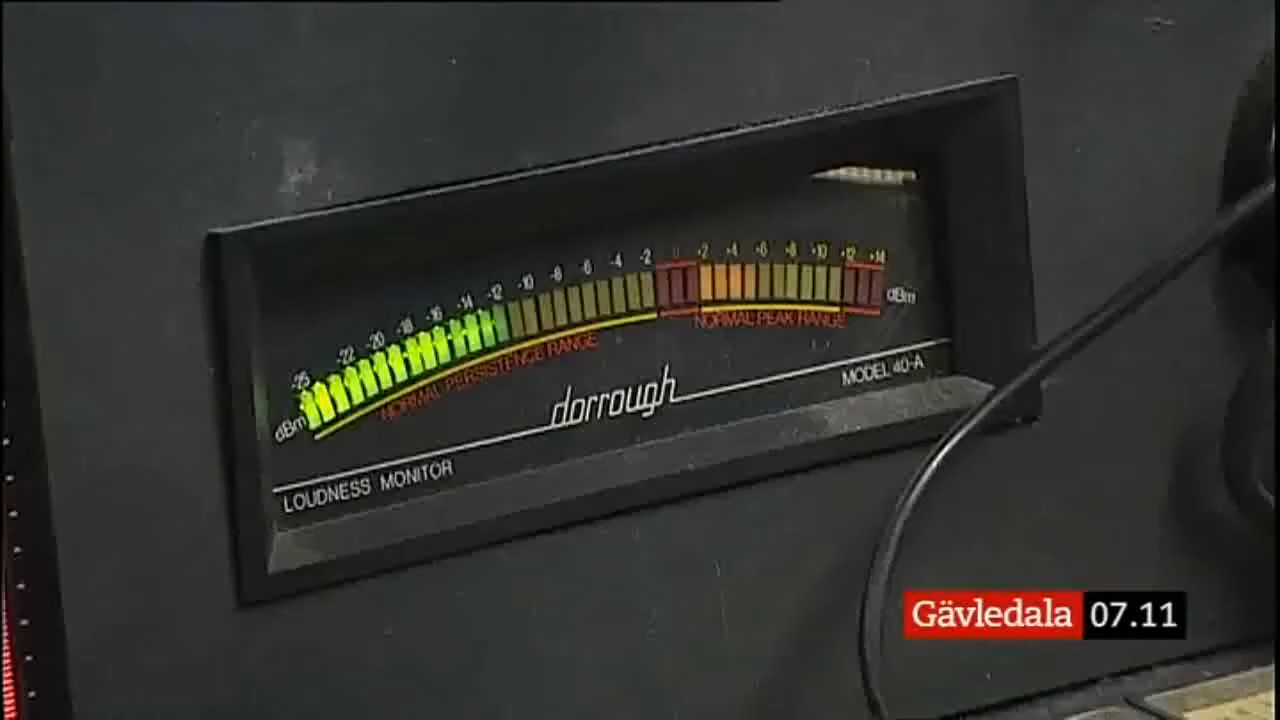 -25 -22 -20 -18 -16 -14 -12 -10 -8 -6 -4 -2 0 +2 +4 +6 +8 +10 +12 +14
dBm dBm
NORMAL PERSISTENCE RANGE NORMAL PEAK RANGE
dorrough
MODEL 40-A
LOUDNESS MONITOR
Gävledala 07.11